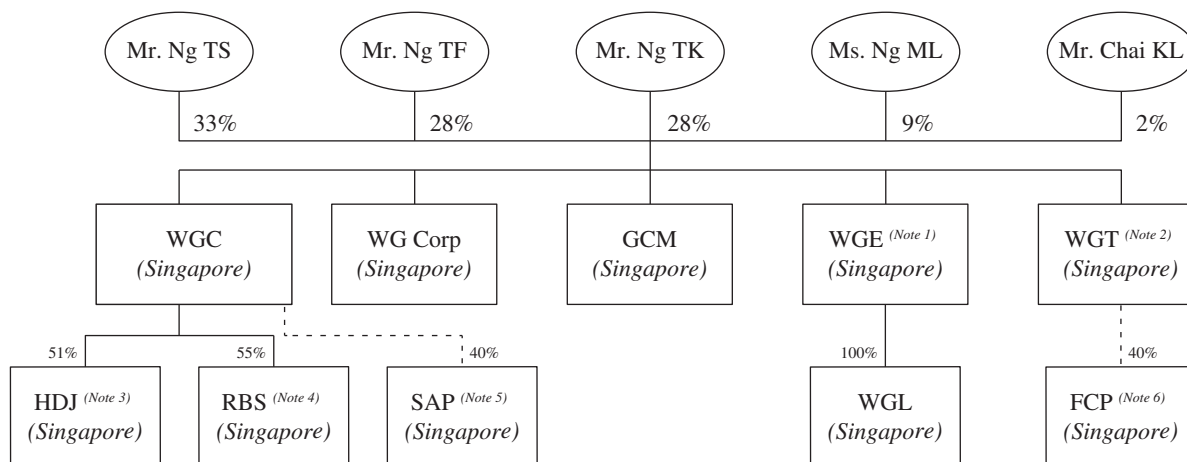 Mr. Ng TS
Mr. Ng TF
Mr. Ng TK
Ms. Ng ML
Mr. Chai KL
33%
28%
28%
9%
2%
WGC
(Singapore)
WG Corp
(Singapore)
GCM
(Singapore)
WGE (Note 1)
(Singapore)
WGT (Note 2)
(Singapore)
51%
55%
40%
100%
40%
HDJ (Note 3)
(Singapore)
RBS (Note 4)
(Singapore)
SAP (Note 5)
(Singapore)
WGL
(Singapore)
FCP (Note 6)
(Singapore)